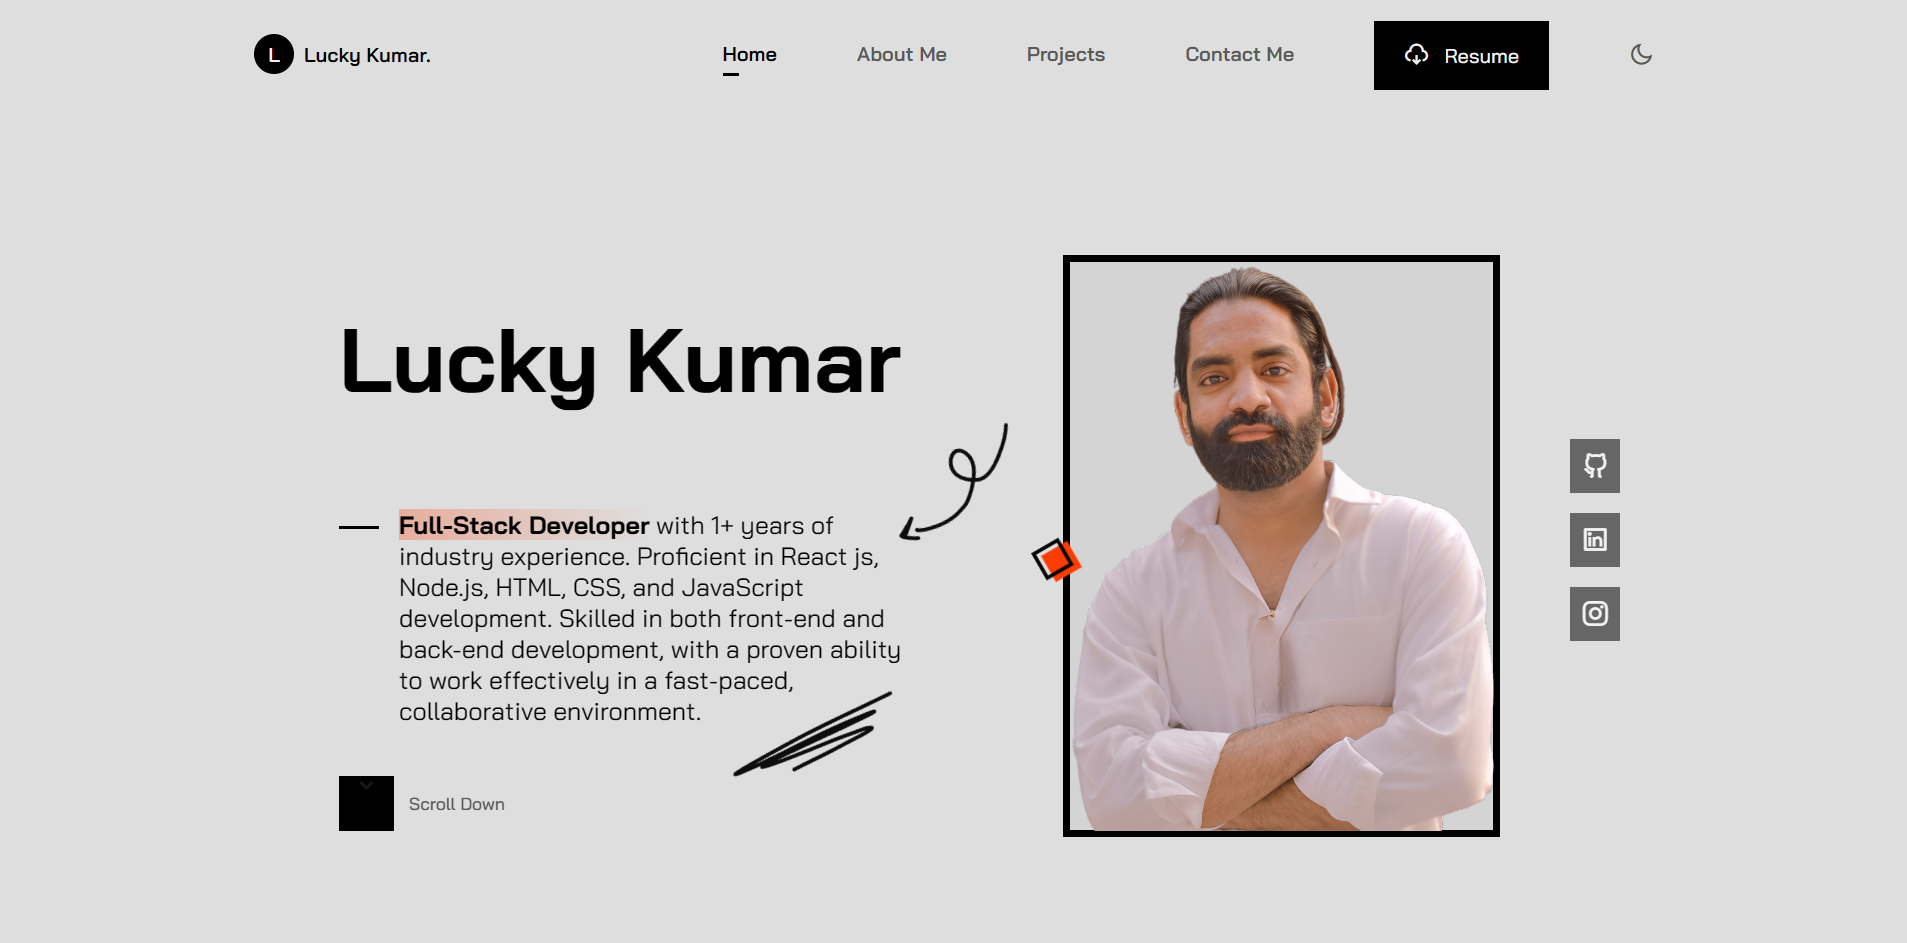 L Lucky Kumar.
Home About Me Projects Contact Me Resume
Lucky Kumar
Full-Stack Developer with 1+ years of
industry experience. Proficient in React js,
Node.js, HTML, CSS, and JavaScript
development. Skilled in both front-end and
back-end development, with a proven ability
to work effectively in a fast-paced,
collaborative environment.
Scroll Down
in